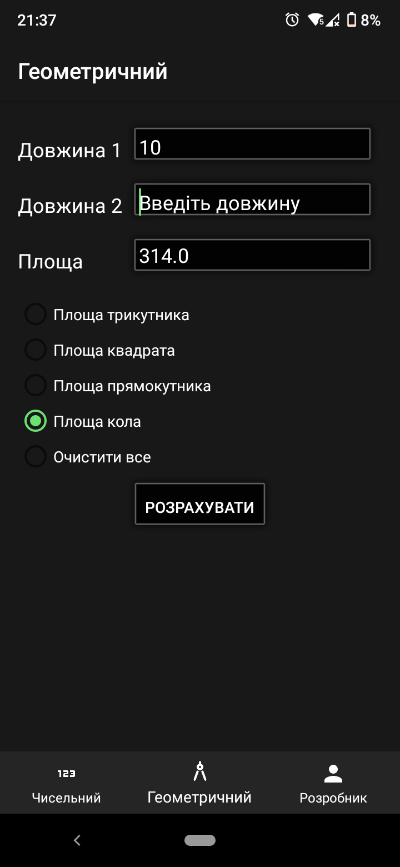 21:37 5 8%
Геометричний
Довжина 1 10
Довжина 2 Введіть довжину
Площа 314.0
Площа трикутника
Площа квадрата
Площа прямокутника
Площа кола
Очистити все
РОЗРАХУВАТИ
123
Чисельний Геометричний Розробник